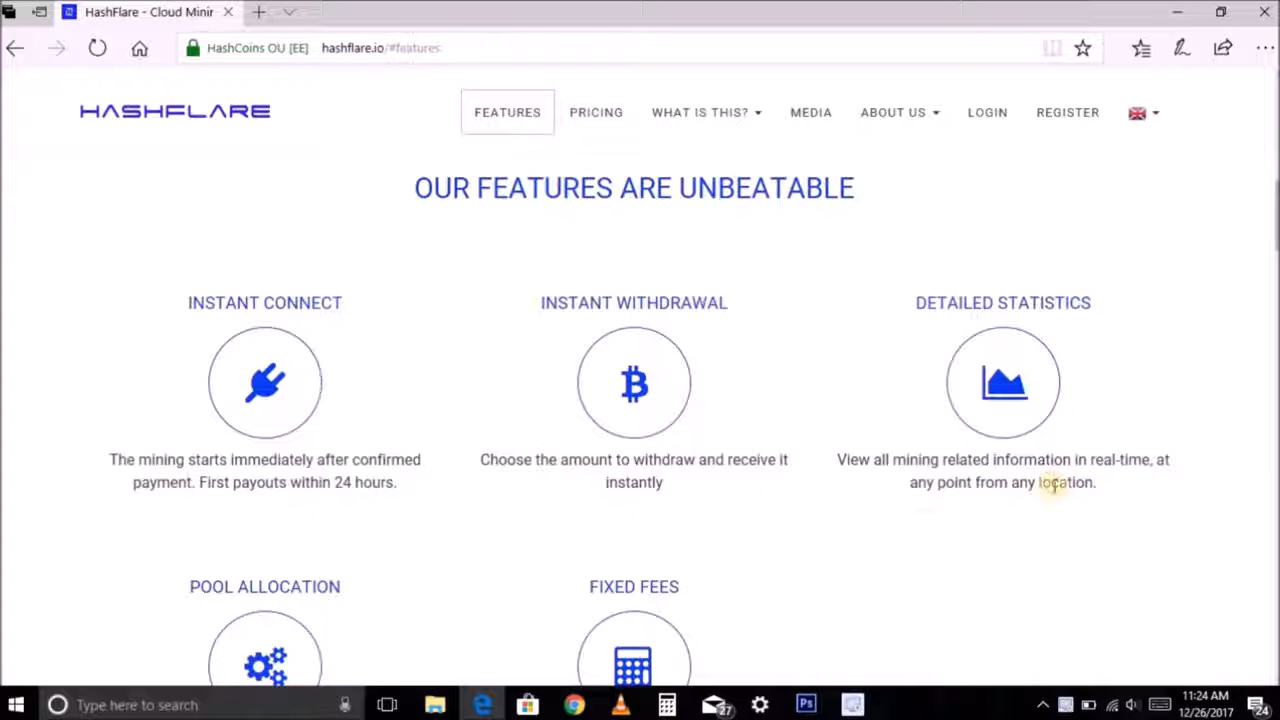 HashFlare - Cloud Minir
HashCoins OU [EE] hashflare.io/#features
HASHFLARE
FEATURES
PRICING
WHAT IS THIS?
MEDIA
ABOUT US
LOGIN
REGISTER
OUR FEATURES ARE UNBEATABLE
INSTANT CONNECT
The mining starts immediately after confirmed
payment. First payouts within 24 hours.
INSTANT WITHDRAWAL
Choose the amount to withdraw and receive it
instantly
DETAILED STATISTICS
View all mining related information in real-time, at
any point from any location.
POOL ALLOCATION
FIXED FEES
Type here to search
27
Ps
11:24 AM
12/26/2017
24